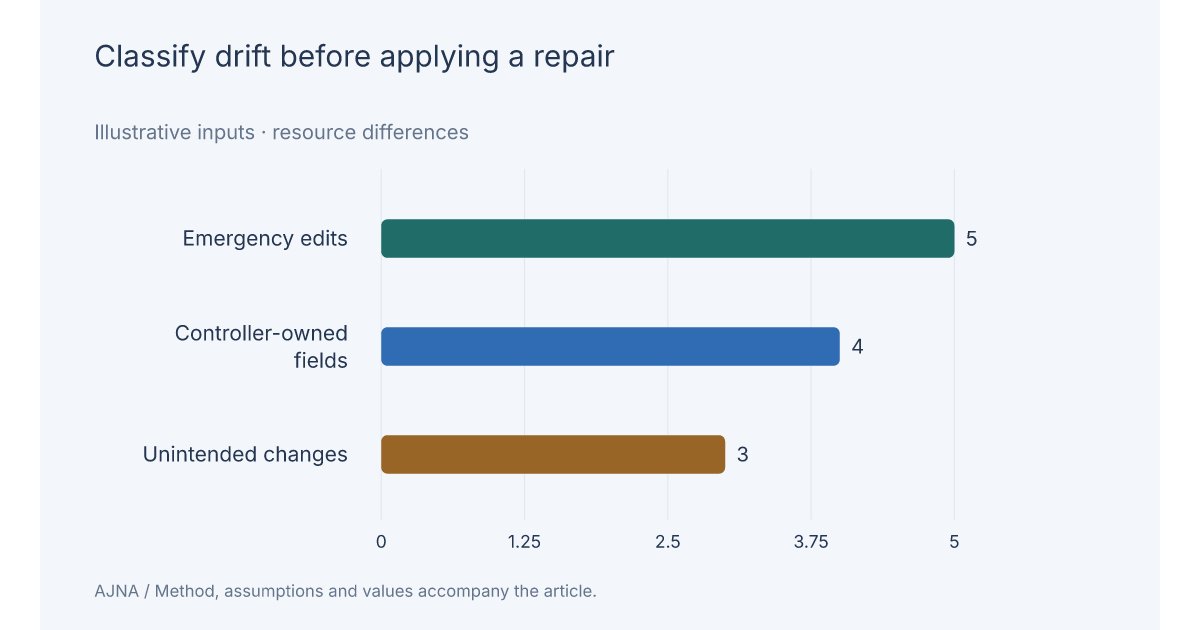 Classify drift before applying a repair
Illustrative inputs · resource differences
Emergency edits
5
Controller-owned
fields
4
Unintended changes
3
0
1.25
2.5
3.75
5
AJNA / Method, assumptions and values accompany the article.